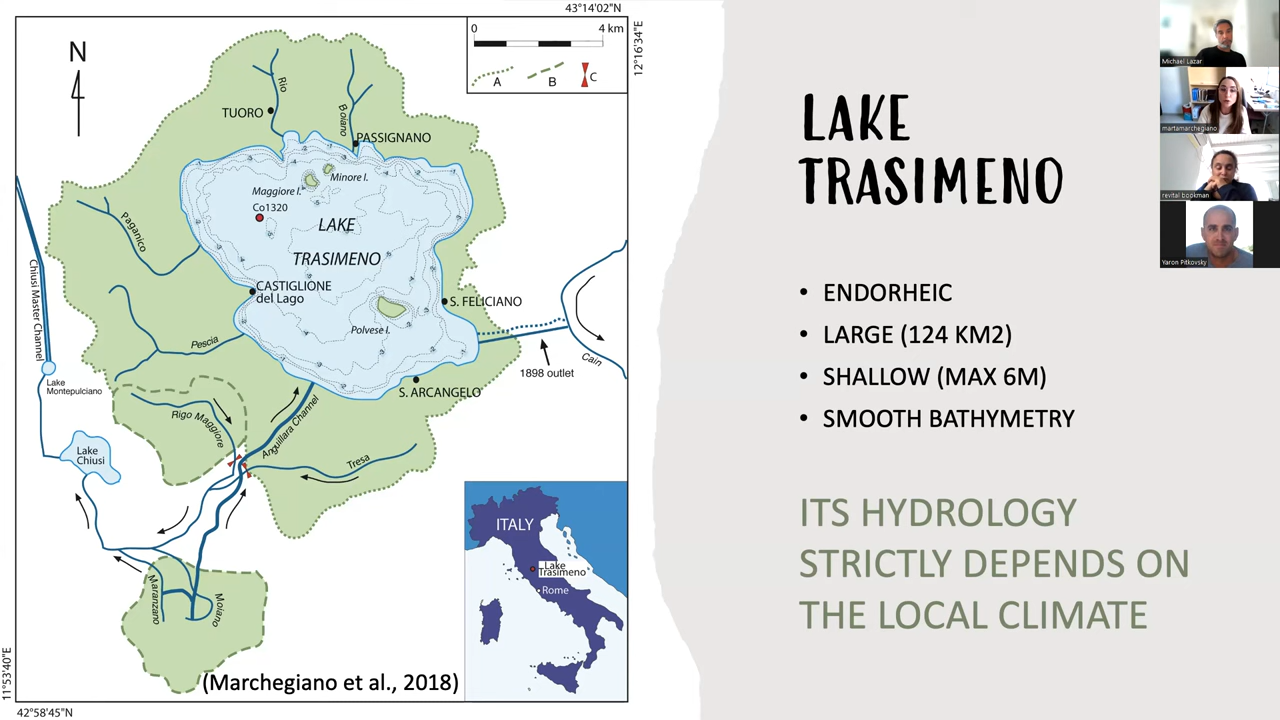 43°14'02"N
12°16'34"E
0 4 km
A B C
N
TUORO
Rio
Boiano
PASSIGNANO
Minore I.
Maggiore I.
Co1320
LAKE
TRASIMENO
Paganico
Chiusi Master Channel
CASTIGLIONE
del Lago
S. FELICIANO
Polvese I.
Pescia
1898 outlet
Cain
Lake
Montepulciano
S. ARCANGELO
Rigo Maggiore
Anguillara Channel
Lake
Chiusi
Tresa
Maranzano
Moiano
ITALY
Lake
Trasimeno
Rome
(Marchegiano et al., 2018)
11°53'40"E
42°58'45"N
LAKE
TRASIMENO
• ENDORHEIC
• LARGE (124 KM2)
• SHALLOW (MAX 6M)
• SMOOTH BATHYMETRY
ITS HYDROLOGY
STRICTLY DEPENDS ON
THE LOCAL CLIMATE
Michael Lazar
martamarchegiano
revital bookman
Yaron Pitkovsky